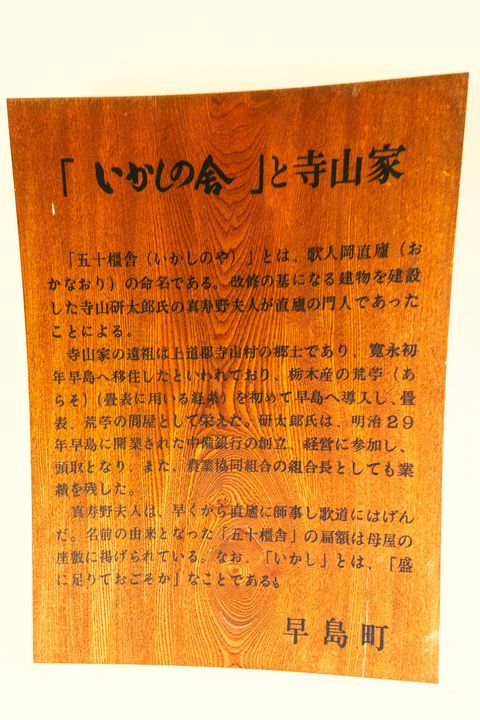 「いかしの舎」と寺山家
「五十橿舎（いかしのや）」とは、歌人岡直廬（お
かなおり）の命名である。改修の基になる建物を建設
した寺山研太郎氏の真寿野夫人が直廬の門人であった
ことによる。
寺山家の遠祖は上道郡寺山村の郷士であり、寛永初
年早島へ移住したといわれており、栃木産の荒苧（あ
らそ）（畳表に用いる経糸）を初めて早島へ導入し、畳
表、荒苧の問屋として栄えた。研太郎氏は、明治２９
年早島に開業された中備銀行の創立、経営に参加し、
頭取となり、また、農業協同組合の組合長としても業
績を残した。
真寿野夫人は、早くから直廬に師事し歌道にはげん
だ。名前の由来となった「五十橿舎」の扁額は母屋の
座敷に掲げられている。なお、「いかし」とは、「盛
に足りておごそか」なことである。
早島町